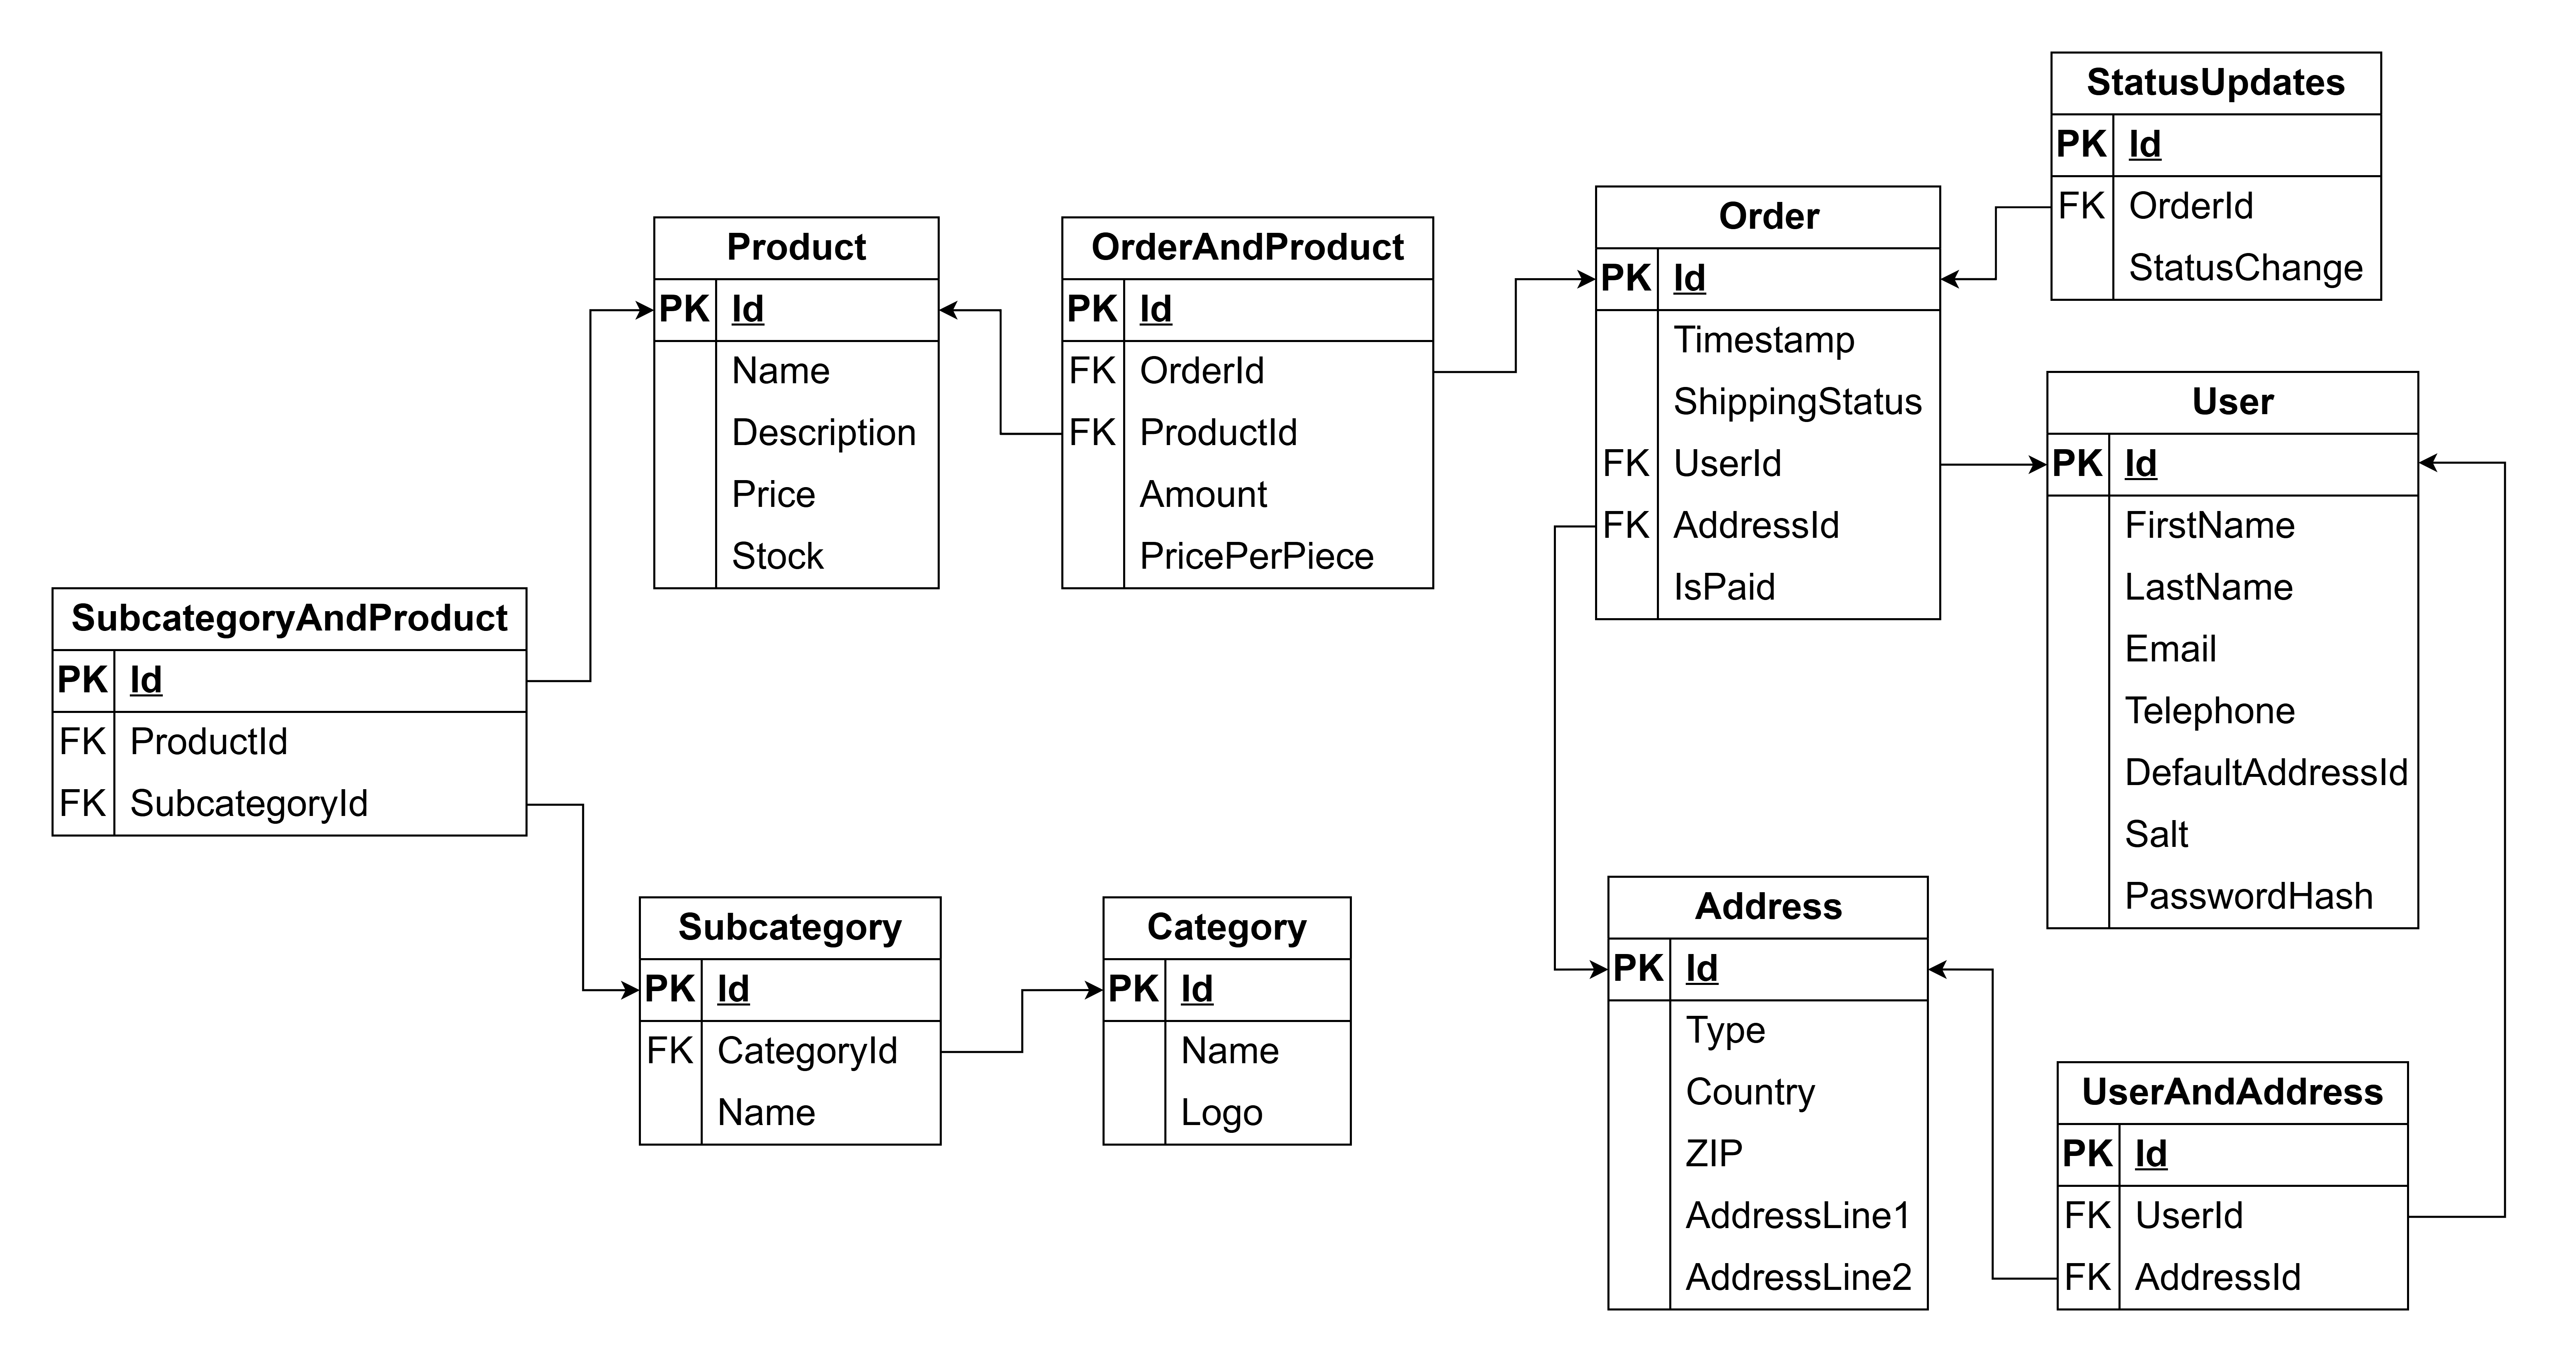 StatusUpdates
PK Id
FK OrderId
StatusChange
Order
PK Id
Timestamp
ShippingStatus
FK UserId
FK AddressId
IsPaid
Product
PK Id
Name
Description
Price
Stock
OrderAndProduct
PK Id
FK OrderId
FK ProductId
Amount
PricePerPiece
User
PK Id
FirstName
LastName
Email
Telephone
DefaultAddressId
Salt
PasswordHash
SubcategoryAndProduct
PK Id
FK ProductId
FK SubcategoryId
Subcategory
PK Id
FK CategoryId
Name
Category
PK Id
Name
Logo
Address
PK Id
Type
Country
ZIP
AddressLine1
AddressLine2
UserAndAddress
PK Id
FK UserId
FK AddressId